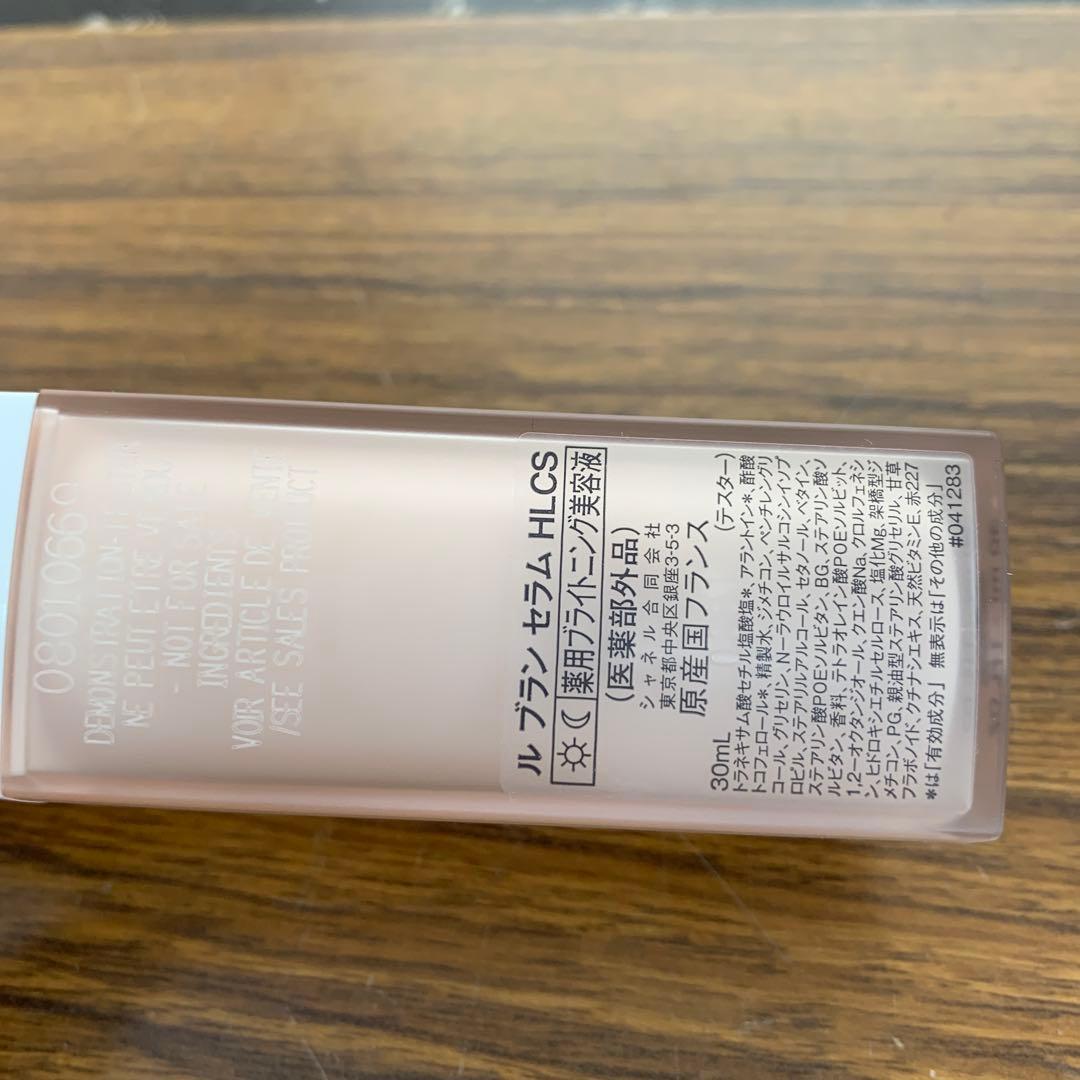 ル ブラン セラム HLCS
薬用ブライトニング美容液
(医薬部外品)
シャネル合同会社
東京都中央区銀座3-5-3
原産国フランス
30mL (テスター)
トラネキサム酸セチル塩酸塩*、アラントイン*、酢酸
トコフェロール*、精製水、ジメチコン、ペンチレングリ
コール、グリセリン、N-ラウロイルサルコシンイソプ
ロピル、ステアリルアルコール、セタノール、ベタイン、
ステアリン酸POEソルビタン、BG、ステアリン酸ソ
ルビタン、香料、テトラオレイン酸POEソルビット、
1,2-オクタンジオール、クエン酸Na、クロルフェネシ
ン、ヒドロキシエチルセルロース、塩化Mg、架橋型ジ
メチコン、PG、親油型ステアリン酸グリセリル、甘草
フラボノイド、クチナシエキス、天然ビタミンE、赤227
*は「有効成分」無表示は「その他の成分」
#041283
DEMONSTRATION-
NE PEUT ETRE VENDU
- NOT F R
INGREDIENT
VOIR ARTICLE DE VENTE
/SEE SALES PRODUCT